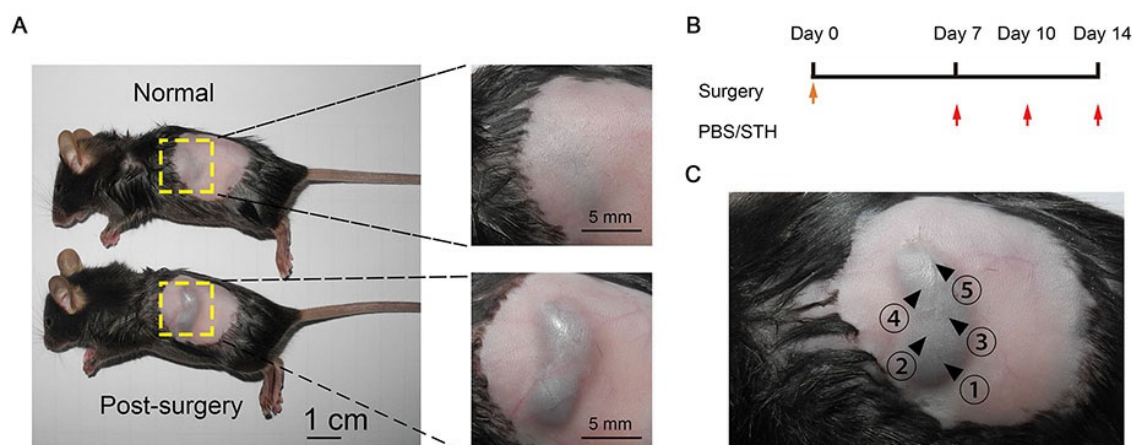 A
Normal
Post-surgery
1 cm
5 mm
5 mm
B
Day 0 Day 7 Day 10 Day 14
Surgery
PBS/STH
C
⑤
④
③
②
①